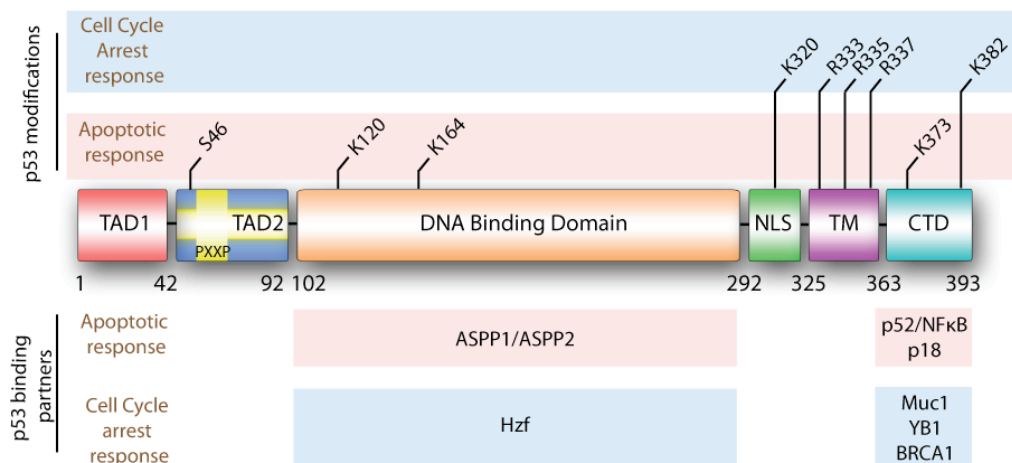 p53 modifications
Cell Cycle
Arrest
response
K320
R333
R335
R337
K382
Apoptotic
response
S46
K120
K164
K373
TAD1
TAD2
PXXP
DNA Binding Domain
NLS
TM
CTD
1
42
92
102
292
325
363
393
p53 binding
partners
Apoptotic
response
ASPP1/ASPP2
p52/NFκB
p18
Cell Cycle
arrest
response
Hzf
Muc1
YB1
BRCA1